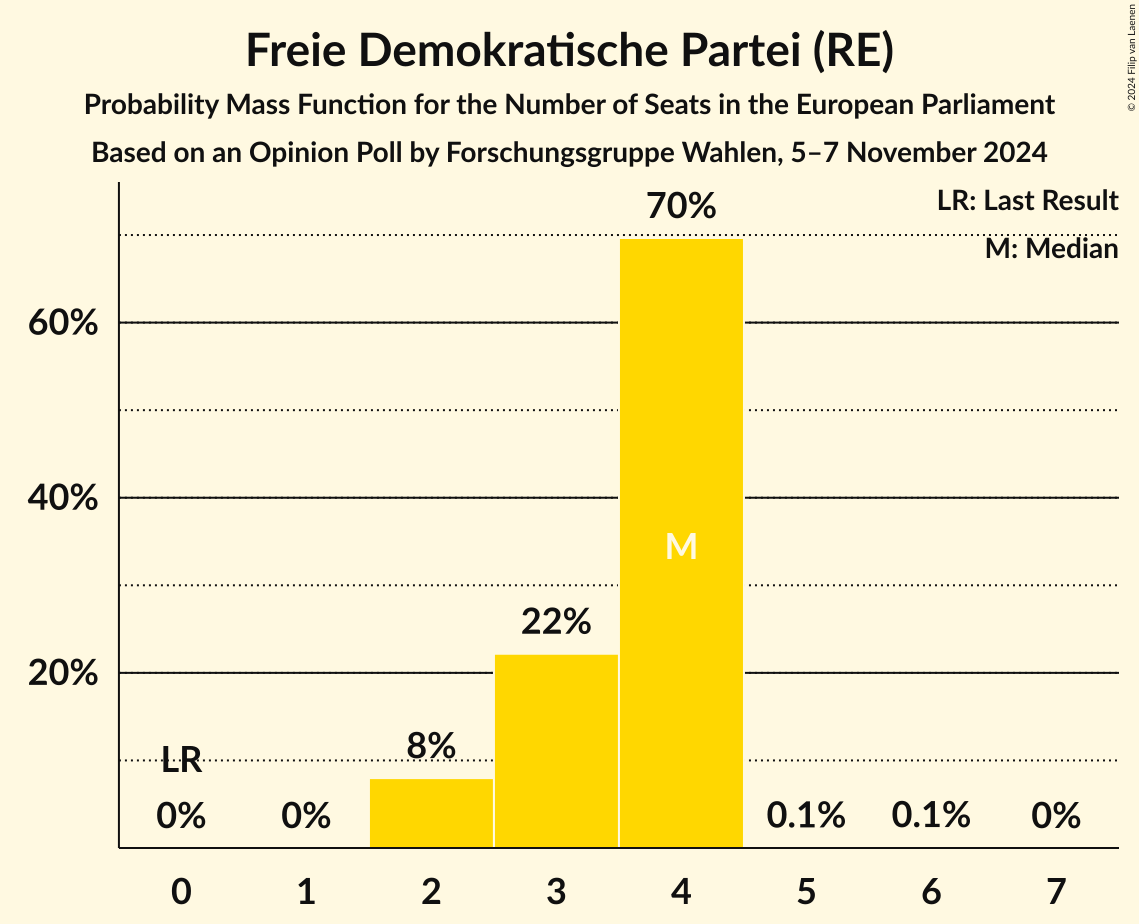 Freie Demokratische Partei (RE)
Probability Mass Function for the Number of Seats in the European Parliament
Based on an Opinion Poll by Forschungsgruppe Wahlen, 5–7 November 2024
© 2024 Filip van Laenen
LR: Last Result
M: Median
70%
60%
40%
M
22%
20%
8%
LR
0%
0%
0.1%
0.1%
0%
0 1 2 3 4 5 6 7